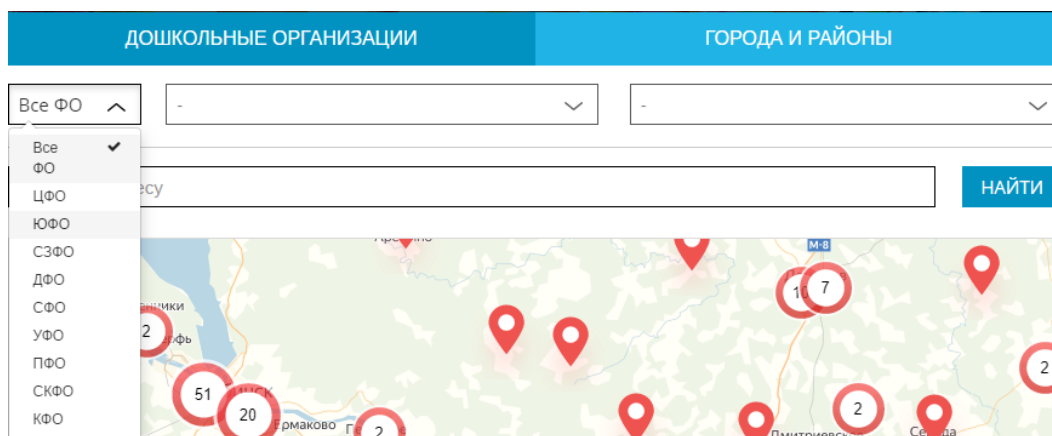 ДОШКОЛЬНЫЕ ОРГАНИЗАЦИИ
ГОРОДА И РАЙОНЫ
Все ФО
-
-
Все
ФО
ЦФО
ЮФО
СЗФО
ДФО
СФО
УФО
ПФО
СКФО
КФО
есу
НАЙТИ
М-8
10
7
2
51
20
2
2
2
Ермаково